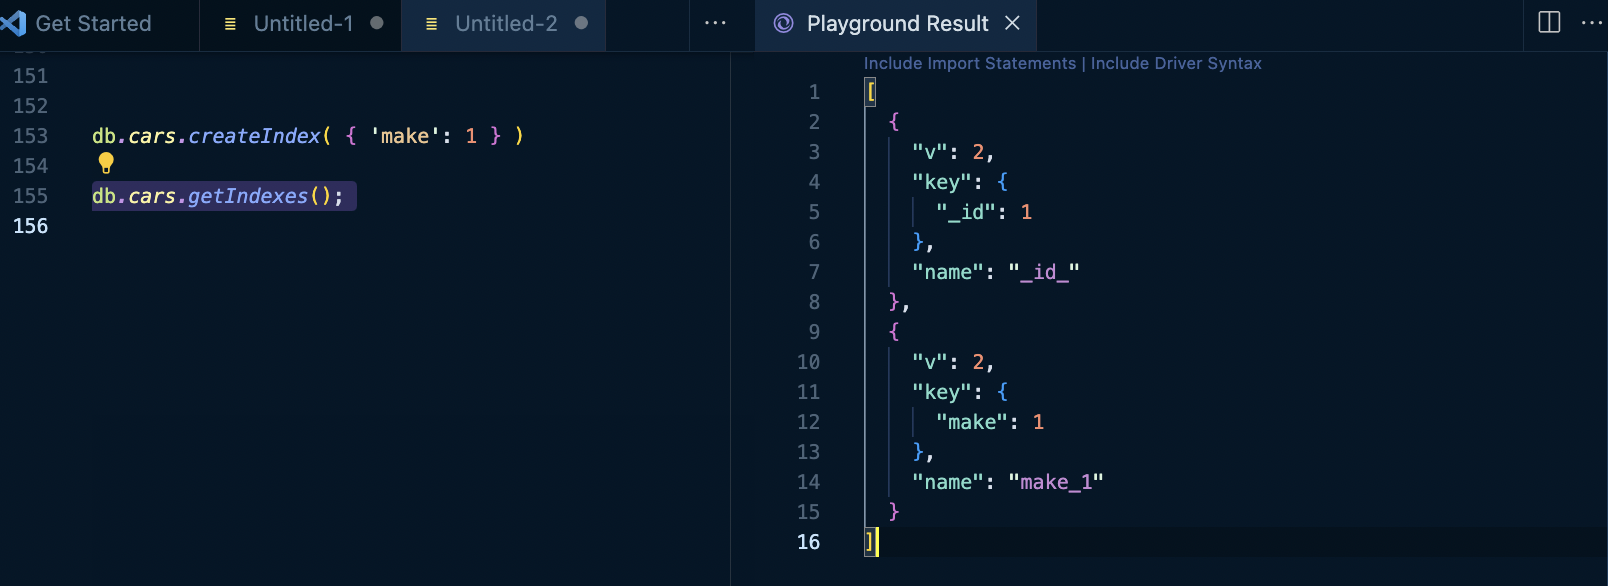 Get Started
Untitled-1
Untitled-2
...
Playground Result
...
151
152
153 db.cars.createIndex( { 'make': 1 } )
154
155 db.cars.getIndexes();
156
Include Import Statements | Include Driver Syntax
1 [
2 {
3 "v": 2,
4 "key": {
5 "_id": 1
6 },
7 "name": "_id_"
8 },
9 {
10 "v": 2,
11 "key": {
12 "make": 1
13 },
14 "name": "make_1"
15 }
16 ]